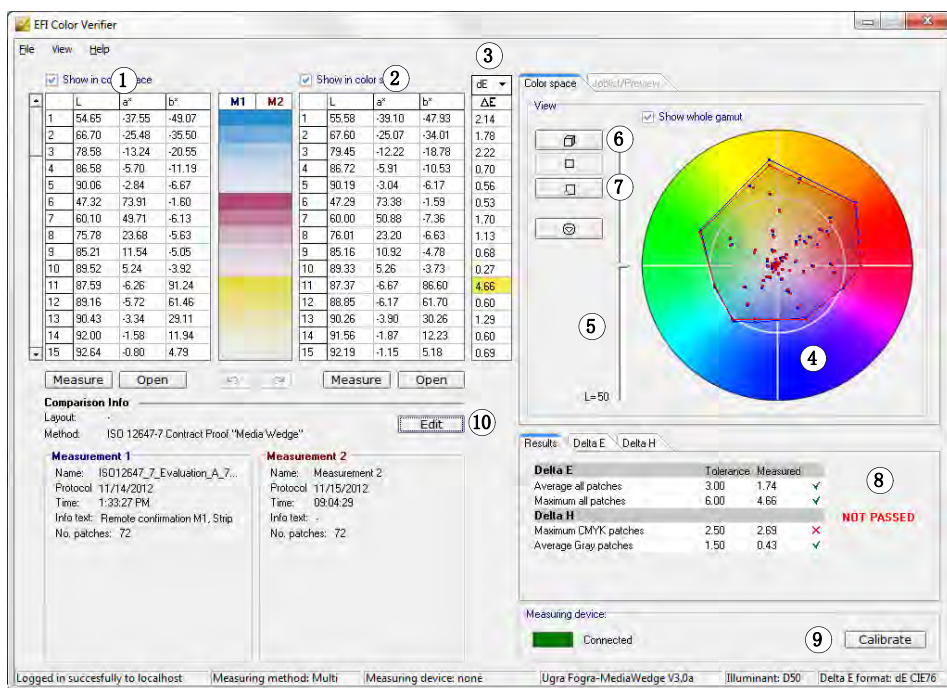 EFI Color Verifier
File View Help
③
① Show in color space ② Show in color s dE
Color space Joblist/Preview
L a* b* M1 M2 L a* b* ΔE
1 54.65 -37.55 -49.07 1 55.58 -39.10 -47.93 2.14
2 66.70 -25.48 -35.50 2 67.60 -25.07 -34.01 1.78
3 78.58 -13.24 -20.55 3 79.45 -12.22 -18.78 2.22
4 86.58 -5.70 -11.19 4 86.72 -5.91 -10.53 0.70
5 90.06 -2.84 -6.67 5 90.19 -3.04 -6.17 0.56
6 47.32 73.91 -1.60 6 47.29 73.38 -1.59 0.53
7 60.10 49.71 -6.13 7 60.00 50.88 -7.36 1.70
8 75.78 23.68 -5.63 8 76.01 23.20 -6.63 1.13
9 85.21 11.54 -5.05 9 85.16 10.92 -4.78 0.68
10 89.52 5.24 -3.92 10 89.33 5.26 -3.73 0.27
11 87.59 -6.26 91.24 11 87.37 -6.67 86.60 4.66
12 89.16 -5.72 61.46 12 88.85 -6.17 61.70 0.60
13 90.43 -3.34 29.11 13 90.26 -3.90 30.26 1.29
14 92.00 -1.58 11.94 14 91.56 -1.87 12.23 0.60
15 92.64 -0.80 4.79 15 92.19 -1.15 5.18 0.69
View
Show whole gamut
⑥
⑦
⑤
④
L=50
Measure Open Measure Open
Comparison Info
Layout: -
Method: ISO 12647-7 Contract Proof "Media Wedge"
Edit ⑩
Measurement 1
Name: ISO12647_7_Evaluation_A_7...
Protocol 11/14/2012
Time: 1:33:27 PM
Info text: Remote confirmation M1, Strip
No. patches: 72
Measurement 2
Name: Measurement 2
Protocol 11/15/2012
Time: 09:04:29
Info text: -
No. patches: 72
Results Delta E Delta H
Delta E Tolerance Measured
Average all patches 3.00 1.74
Maximum all patches 6.00 4.66
Delta H
Maximum CMYK patches 2.50 2.69
Average Gray patches 1.50 0.43
⑧
NOT PASSED
Measuring device:
Connected ⑨ Calibrate
Logged in succesfully to localhost Measuring method: Multi Measuring device: none Ugra Fogra-MediaWedge V3.0a Illuminant: D50 Delta E format: dE CIE76